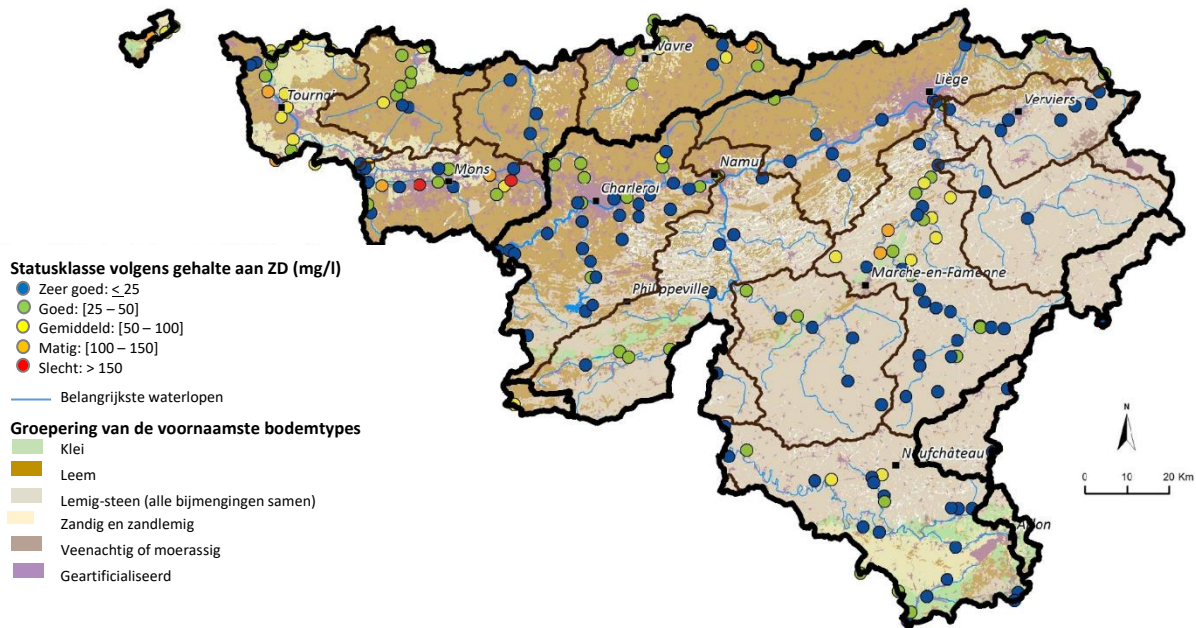 Wavre
Tournai
Liège
Verviers
Mons
Namur
Charleroi
Marche-en-Famenne
Philippeville
Neufchâteau
Arlon
Statusklasse volgens gehalte aan ZD (mg/l)
Zeer goed: < 25
Goed: [25 – 50]
Gemiddeld: [50 – 100]
Matig: [100 – 150]
Slecht: > 150
Belangrijkste waterlopen
Groepering van de voornaamste bodemtypes
Klei
Leem
Lemig-steen (alle bijmengingen samen)
Zandig en zandlemig
Veenachtig of moerassig
Geartificialiseerd
N
0 10 20 Km